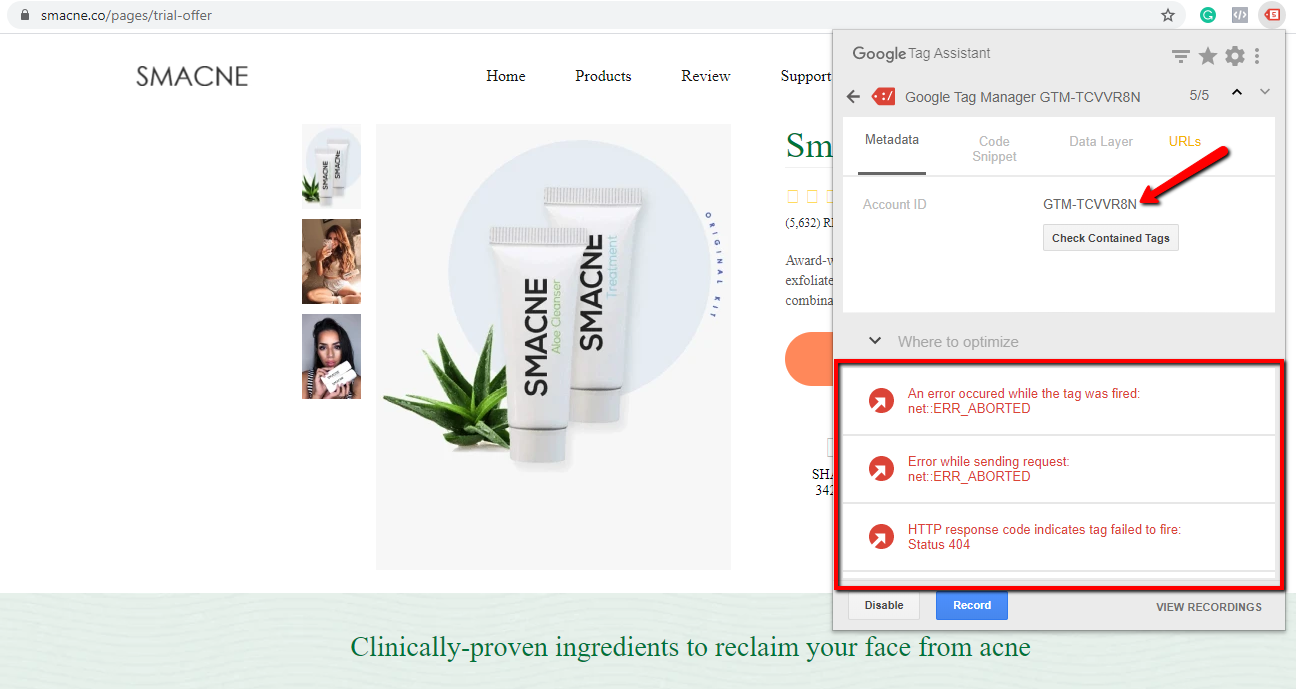 smacne.co/pages/trial-offer
SMACNE
Home
Products
Review
Support
Google Tag Assistant
Google Tag Manager GTM-TCVVR8N
5/5
Metadata
Code
Snippet
Data Layer
URLs
Account ID
GTM-TCVVR8N
Check Contained Tags
Where to optimize
An error occured while the tag was fired:
net::ERR_ABORTED
Error while sending request:
net::ERR_ABORTED
HTTP response code indicates tag failed to fire:
Status 404
Disable
Record
VIEW RECORDINGS
SMACNE
SMACNE
ORIGINAL KIT
SMACNE
Aloe Cleanser
SMACNE
Treatment
SMACNE
Sm
(5,632) R
Award-w
exfoliate
combina
SHA
342
Clinically-proven ingredients to reclaim your face from acne